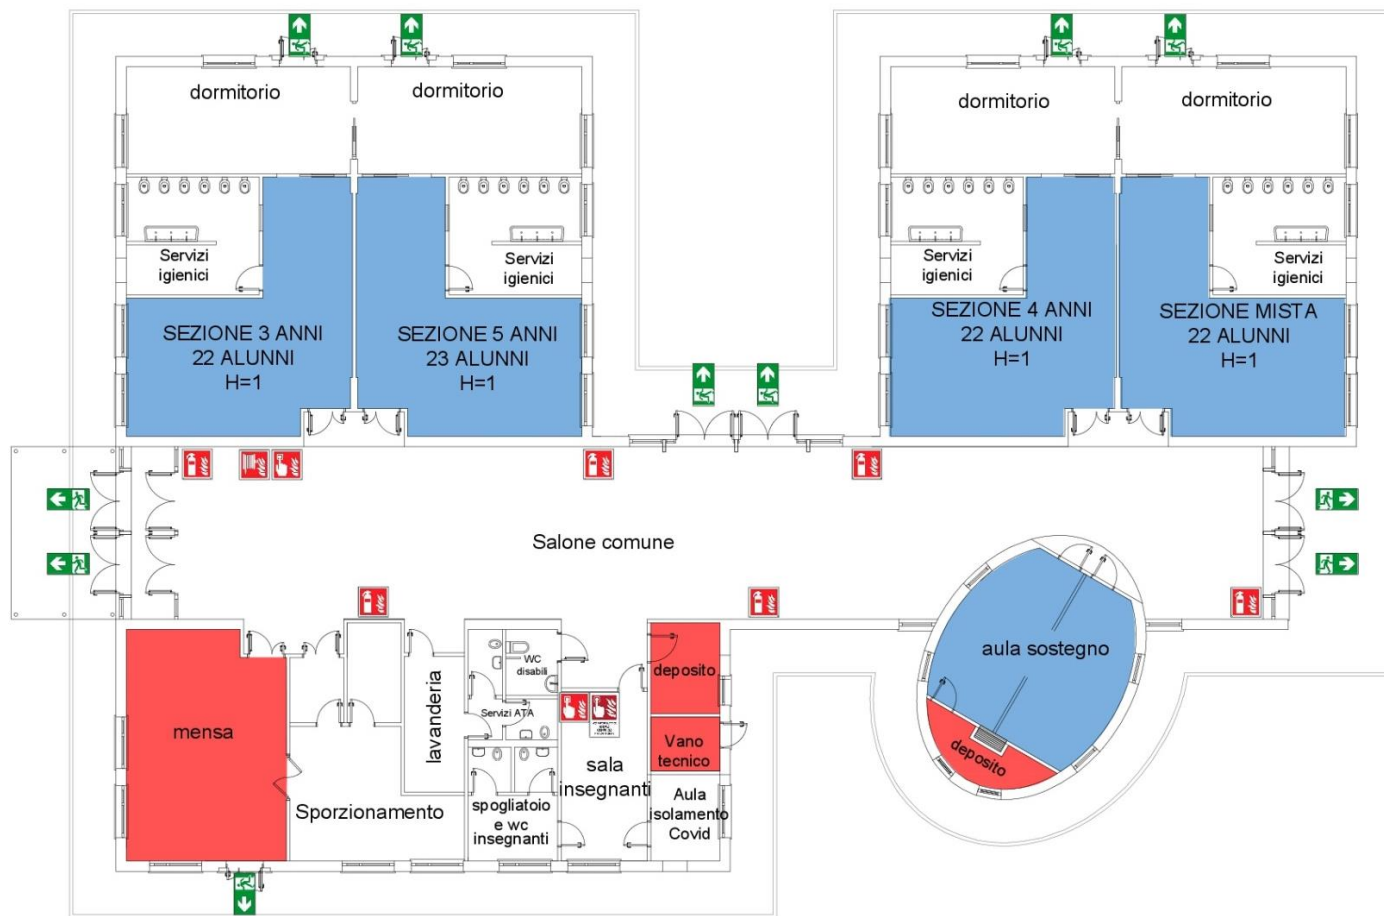 dormitorio
dormitorio
dormitorio
dormitorio
Servizi
igienici
Servizi
igienici
Servizi
igienici
Servizi
igienici
SEZIONE 3 ANNI
22 ALUNNI
H=1
SEZIONE 5 ANNI
23 ALUNNI
H=1
SEZIONE 4 ANNI
22 ALUNNI
H=1
SEZIONE MISTA
22 ALUNNI
H=1
Salone comune
mensa
lavanderia
WC
disabili
Servizi ATA
Sporzionamento
spogliatoio
e wc
insegnanti
sala
insegnanti
deposito
Vano
tecnico
Aula
isolamento
Covid
aula sostegno
deposito